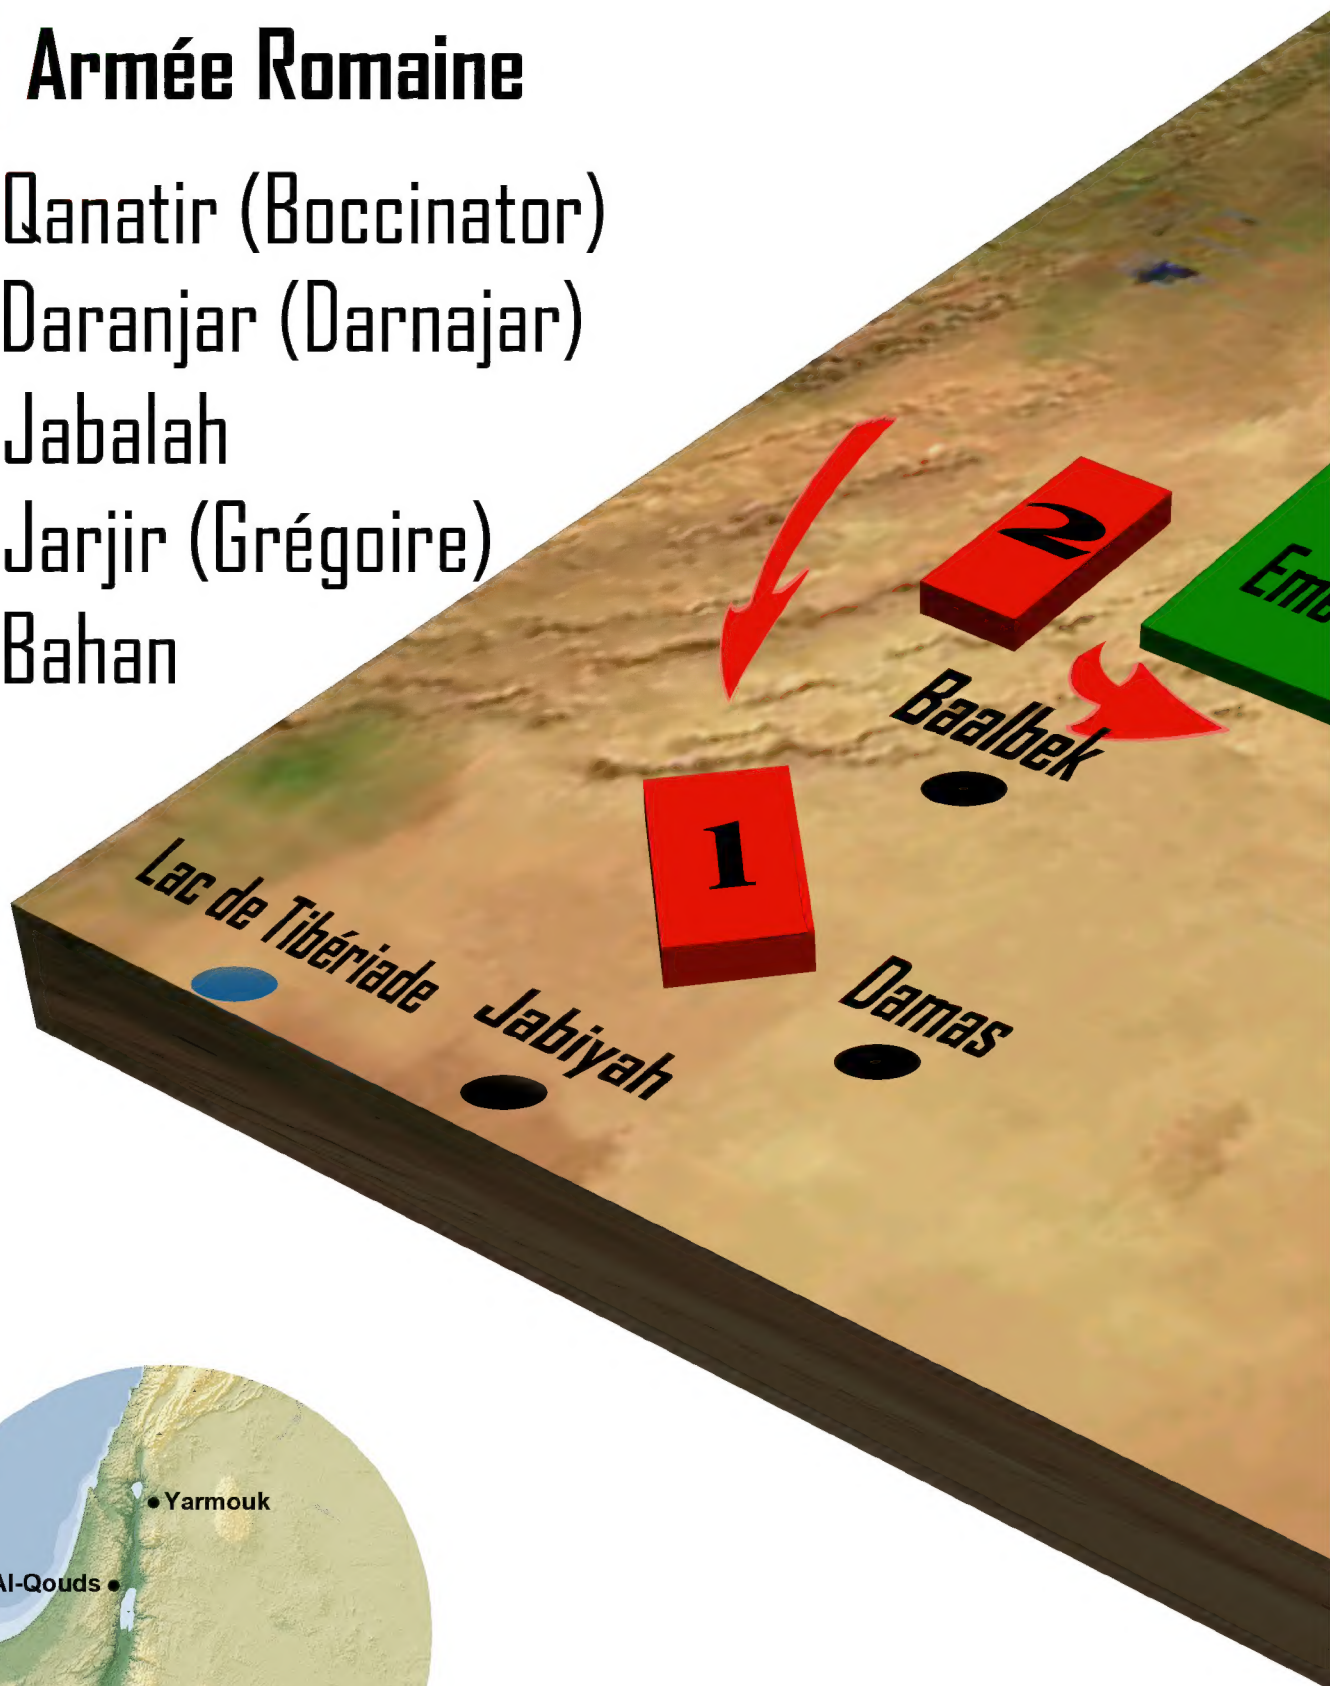 Armée Romaine
Qanatir (Boccinator)
Daranjar (Darnajar)
Jabalah
Jarjir (Grégoire)
Bahan
2
Baalbek
1
Lac de Tibériade
Jabiyah
Damas
Yarmouk
Al-Qouds